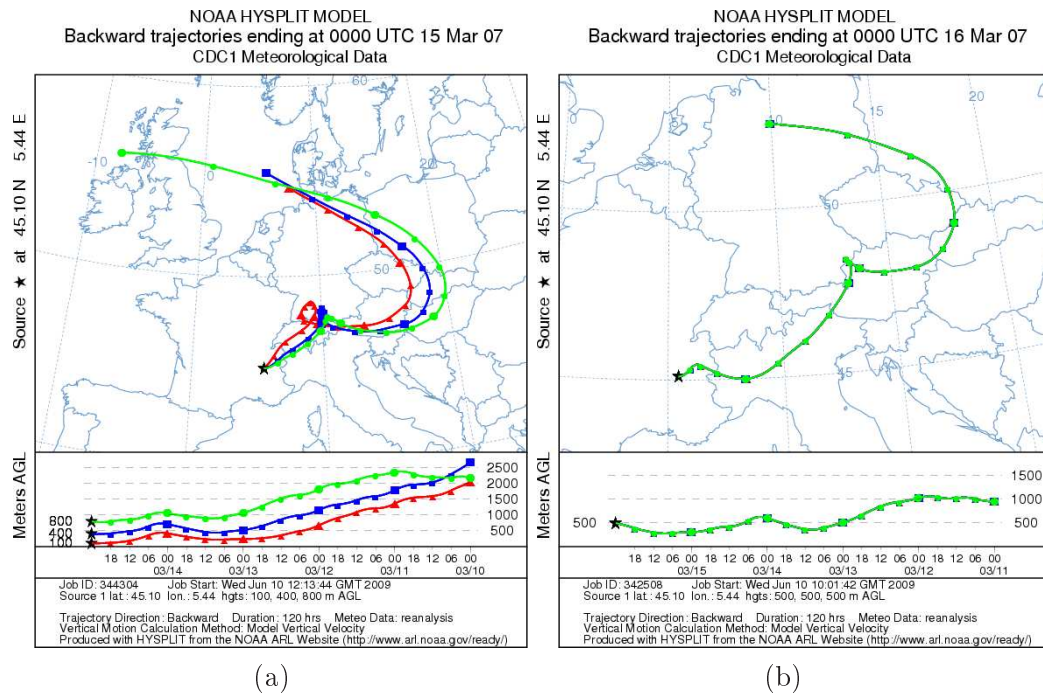 NOAA HYSPLIT MODEL
Backward trajectories ending at 0000 UTC 15 Mar 07
CDC1 Meteorological Data
Source ★ at 45.10 N 5.44 E
60
-10
0
20
50
Meters AGL
2500
2000
1500
1000
500
800
400
100
18 12 06 00 18 12 06 00 18 12 06 00 18 12 06 00 18 12 06 00
03/14 03/13 03/12 03/11 03/10
Job ID: 344304 Job Start: Wed Jun 10 12:13:44 GMT 2009
Source 1 lat.: 45.10 lon.: 5.44 hgts: 100, 400, 800 m AGL
Trajectory Direction: Backward Duration: 120 hrs Meteo Data: reanalysis
Vertical Motion Calculation Method: Model Vertical Velocity
Produced with HYSPLIT from the NOAA ARL Website (http://www.arl.noaa.gov/ready/)
(a)
NOAA HYSPLIT MODEL
Backward trajectories ending at 0000 UTC 16 Mar 07
CDC1 Meteorological Data
Source ★ at 45.10 N 5.44 E
0
5
10
15
20
50
45
Meters AGL
1500
1000
500
500
18 12 06 00 18 12 06 00 18 12 06 00 18 12 06 00 18 12 06 00
03/15 03/14 03/13 03/12 03/11
Job ID: 342508 Job Start: Wed Jun 10 10:01:42 GMT 2009
Source 1 lat.: 45.10 lon.: 5.44 hgts: 500, 500, 500 m AGL
Trajectory Direction: Backward Duration: 120 hrs Meteo Data: reanalysis
Vertical Motion Calculation Method: Model Vertical Velocity
Produced with HYSPLIT from the NOAA ARL Website (http://www.arl.noaa.gov/ready/)
(b)